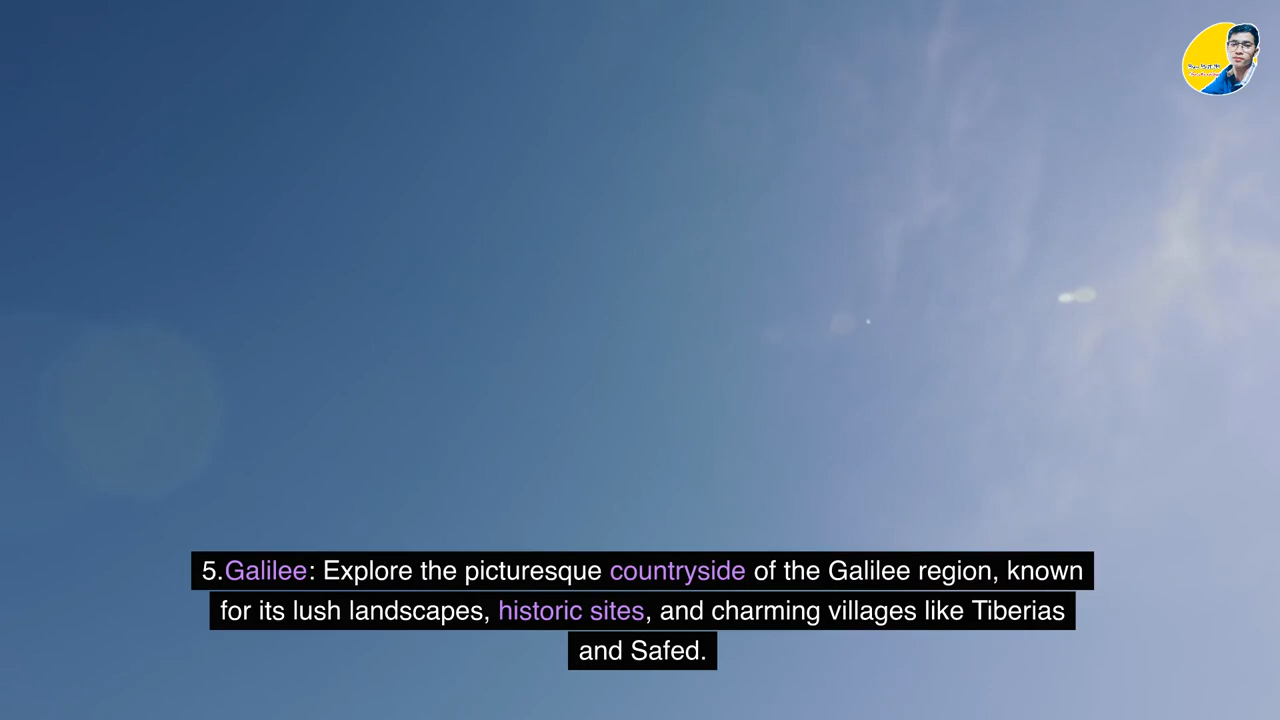 5.Galilee: Explore the picturesque countryside of the Galilee region, known
for its lush landscapes, historic sites, and charming villages like Tiberias
and Safed.